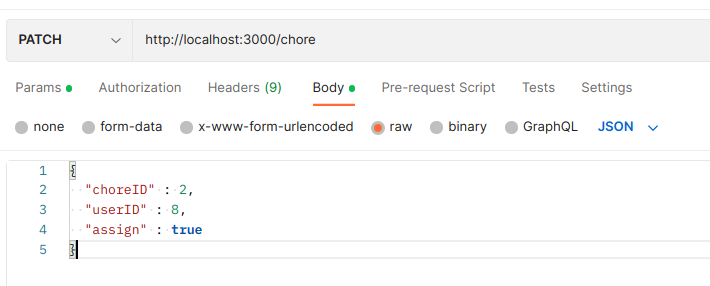 PATCH http://localhost:3000/chore
Params Authorization Headers (9) Body Pre-request Script Tests Settings
none form-data x-www-form-urlencoded raw binary GraphQL JSON
1 {
2 "choreID" : 2,
3 "userID" : 8,
4 "assign" : true
5 }